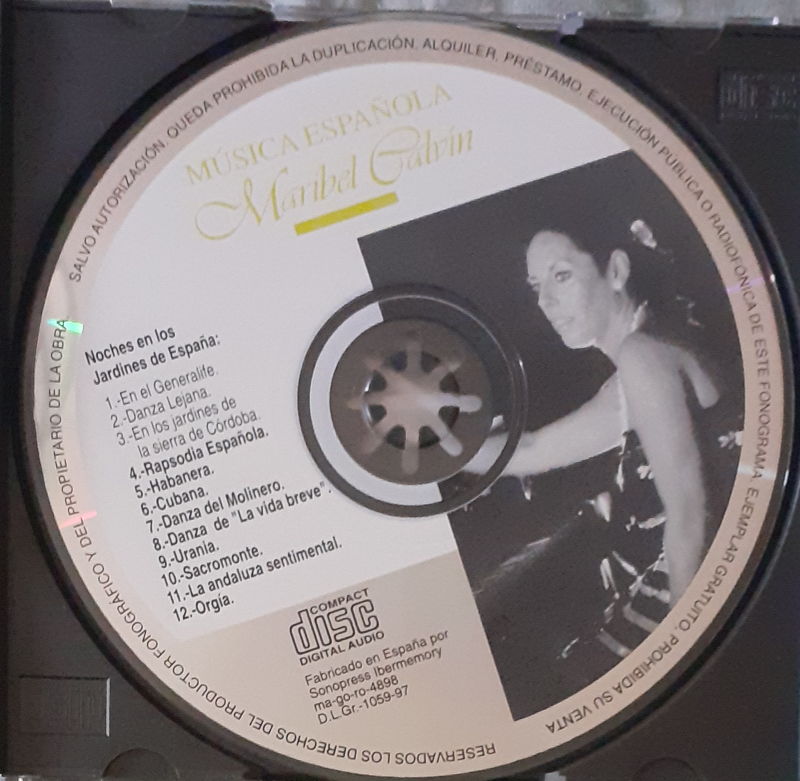 SALVO AUTORIZACIÓN, QUEDA PROHIBIDA LA DUPLICACIÓN, ALQUILER, PRÉSTAMO, EJECUCIÓN PÚBLICA O RADIOFÓNICA DE ESTE FONOGRAMA. EJEMPLAR GRATUITO, PROHIBIDA SU VENTA
RESERVADOS LOS DERECHOS DEL PRODUCTOR FONOGRÁFICO Y DEL PROPIETARIO DE LA OBRA.
MÚSICA ESPAÑOLA
Maribel Calvín
Noches en los
Jardines de España:
1.-En el Generalife.
2.-Danza Lejana.
3.-En los jardines de
la sierra de Córdoba.
4.-Rapsodia Española.
5.-Habanera.
6.-Cubana.
7.-Danza del Molinero.
8.-Danza de "La vida breve".
9.-Urania.
10.-Sacromonte.
11.-La andaluza sentimental.
12.-Orgía.
COMPACT
disc
DIGITAL AUDIO
Fabricado en España por
Sonopress Ibermemory
ma-go-ro-4898
D.L.Gr.-1059-97